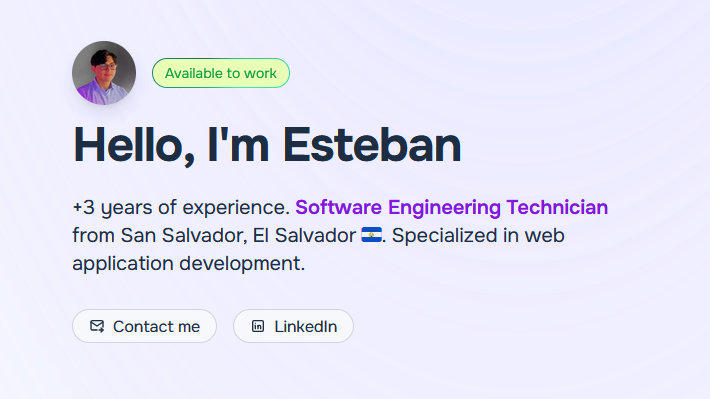 Available to work
Hello, I'm Esteban
+3 years of experience. Software Engineering Technician
from San Salvador, El Salvador 🇸🇻. Specialized in web
application development.
Contact me
LinkedIn